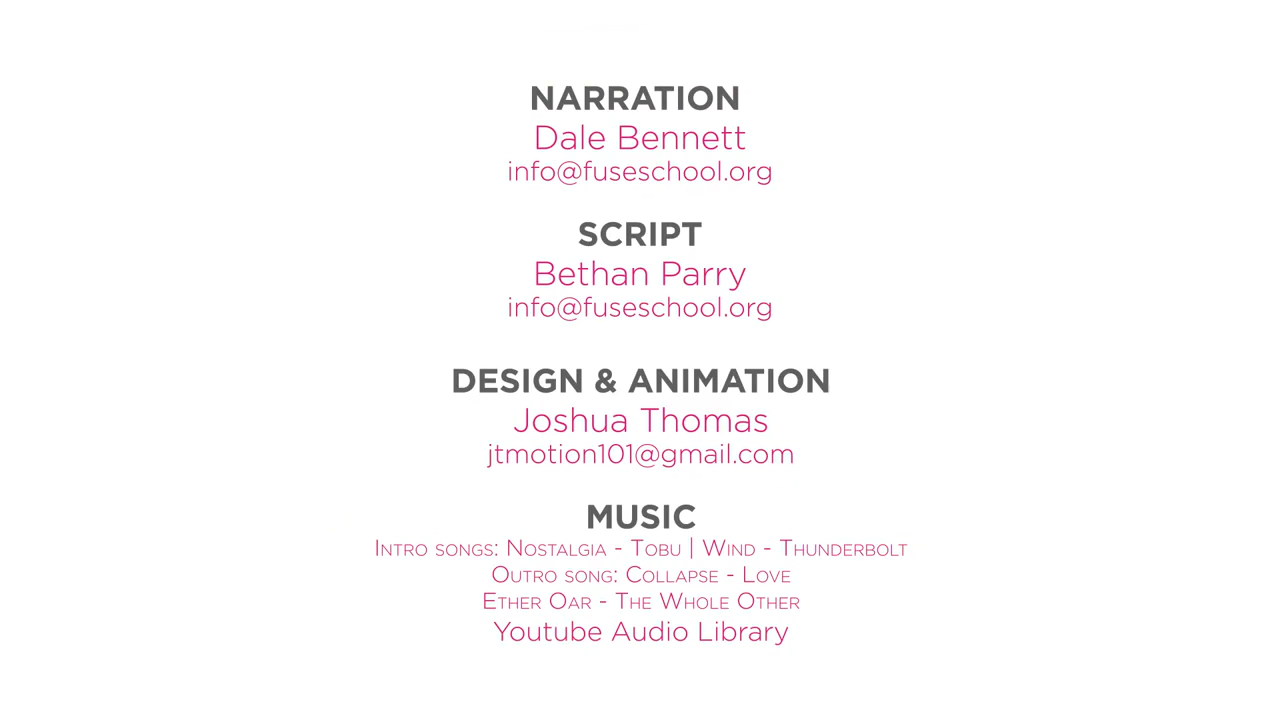 NARRATION
Dale Bennett
info@fuseschool.org
SCRIPT
Bethan Parry
info@fuseschool.org
DESIGN & ANIMATION
Joshua Thomas
jtmotion101@gmail.com
MUSIC
Intro songs: Nostalgia - Tobu | Wind - Thunderbolt
Outro song: Collapse - Love
Ether Oar - The Whole Other
Youtube Audio Library